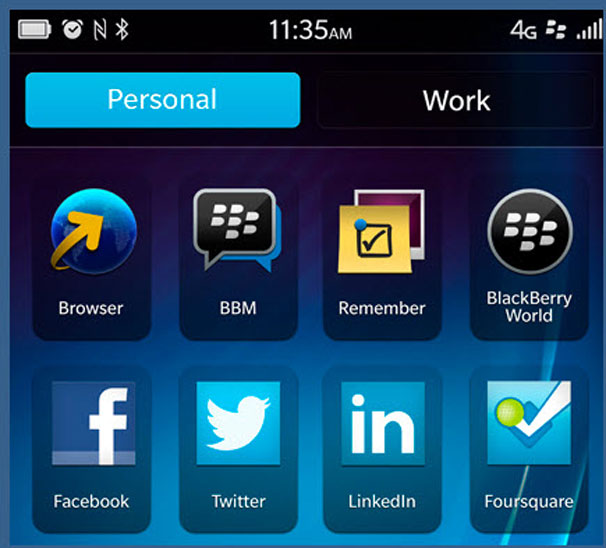 11:35AM 4G
Personal Work
Browser BBM Remember BlackBerry World
Facebook Twitter LinkedIn Foursquare
f in